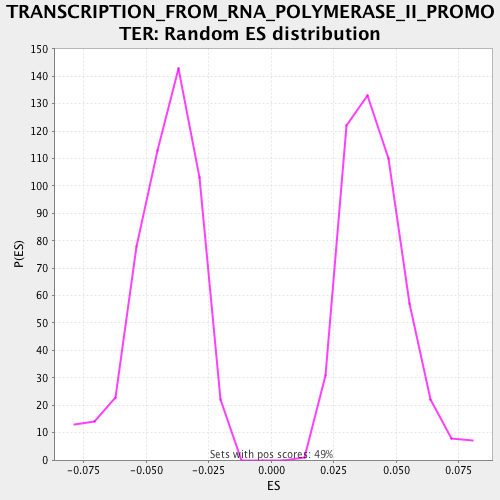 TRANSCRIPTION_FROM_RNA_POLYMERASE_II_PROMO
TER: Random ES distribution
150
140
130
120
110
100
90
80
70
60
50
40
30
20
10
0
P(ES)
Sets with pos scores: 49%
-0.075 -0.050 -0.025 0.000 0.025 0.050 0.075
ES